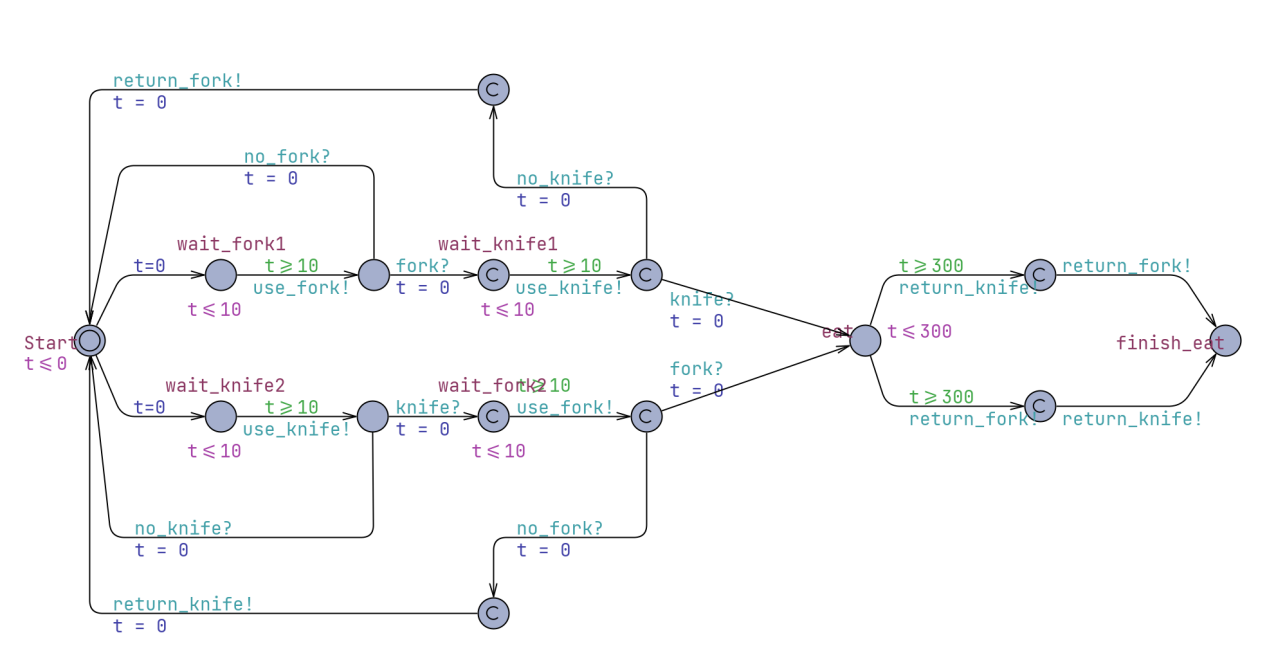 return_fork!
t = 0
no_fork?
t = 0
no_knife?
t = 0
wait_fork1
wait_knife1
t=0
t⩾10
use_fork!
fork?
t = 0
t⩾10
use_knife!
t⩽10
t⩽10
C
C
C
knife?
t = 0
t⩾300
return_knife!
C
return_fork!
Start
t⩽0
eat
t⩽300
finish_eat
wait_knife2
wait_fork2
t=0
t⩾10
use_knife!
knife?
t = 0
t⩾10
use_fork!
t⩽10
t⩽10
C
C
fork?
t = 0
t⩾300
return_fork!
C
return_knife!
no_knife?
t = 0
no_fork?
t = 0
return_knife!
t = 0
C